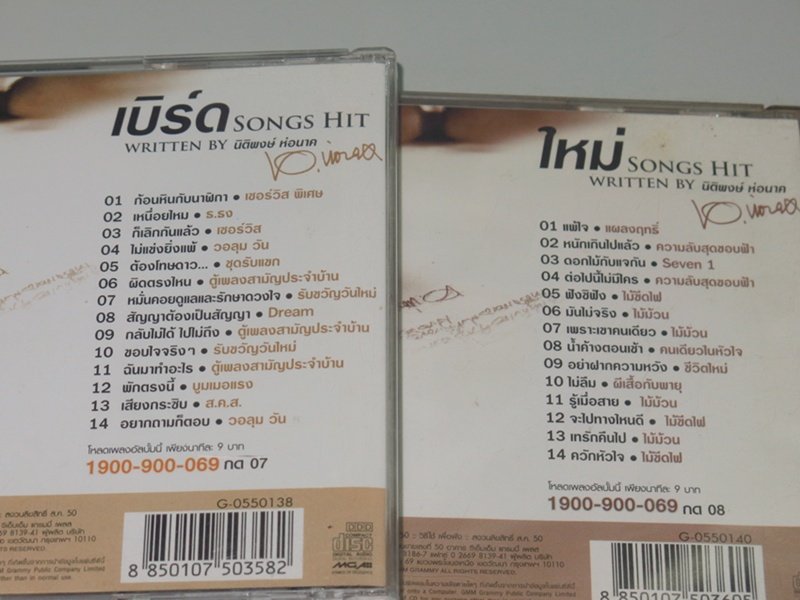 เบิร์ด SONGS HIT
WRITTEN BY นิติพงษ์ ห่อนาค
01 ก้อนหินกับนาฬิกา • เซอร์วิส พิเศษ
02 เหนื่อยไหม • ธ.ธง
03 ก็เลิกกันแล้ว • เซอร์วิส
04 ไม่แข่งยิ่งแพ้ • วอลุม วัน
05 ต้องโทษดาว... • ชุดรับแขก
06 ผิดตรงไหน • ตู้เพลงสามัญประจำบ้าน
07 หมั่นคอยดูแลและรักษาดวงใจ • รับขวัญวันใหม่
08 สัญญาต้องเป็นสัญญา • Dream
09 กลับไม่ได้ ไปไม่ถึง • ตู้เพลงสามัญประจำบ้าน
10 ขอบใจจริงๆ • รับขวัญวันใหม่
11 ฉันมาทำอะไร • ตู้เพลงสามัญประจำบ้าน
12 พักตรงนี้ • บูมเมอแรง
13 เสียงกระซิบ • ส.ค.ส.
14 อยากถามก็ตอบ • วอลุม วัน
โหลดเพลงอัลบั้มนี้ เพียงนาทีละ 9 บาท
1900-900-069 กด 07
G-0550138
: สงวนลิขสิทธิ์ ส.ค. 50
COMPACT
disc
DIGITAL AUDIO
MGA
8 850107 503582
ใหม่ SONGS HIT
WRITTEN BY นิติพงษ์ ห่อนาค
01 แพ้ใจ • แผลงฤทธิ์
02 หนักเกินไปแล้ว • ความลับสุดขอบฟ้า
03 ดอกไม้กับแจกัน • Seven 1
04 ต่อไปนี้ไม่มีใคร • ความลับสุดขอบฟ้า
05 ฟังซิฟัง • ไม้ขีดไฟ
06 มันไม่จริง • ไม้ม้วน
07 เพราะเขาคนเดียว • ไม้ม้วน
08 น้ำค้างตอนเช้า • คนเดียวในหัวใจ
09 อย่าฝากความหวัง • ชีวิตใหม่
10 ไม่ลืม • ผีเสื้อกับพายุ
11 รู้เมื่อสาย • ไม้ม้วน
12 จะไปทางไหนดี • ไม้ขีดไฟ
13 เทรักคืนไป • ไม้ม้วน
14 ควักหัวใจ • ไม้ขีดไฟ
โหลดเพลงอัลบั้มนี้ เพียงนาทีละ 9 บาท
1900-900-069 กด 08
G-0550140
ส.ค. 50
GMM GRAMMY ALL RIGHTS RESERVED.
8 850107 503605